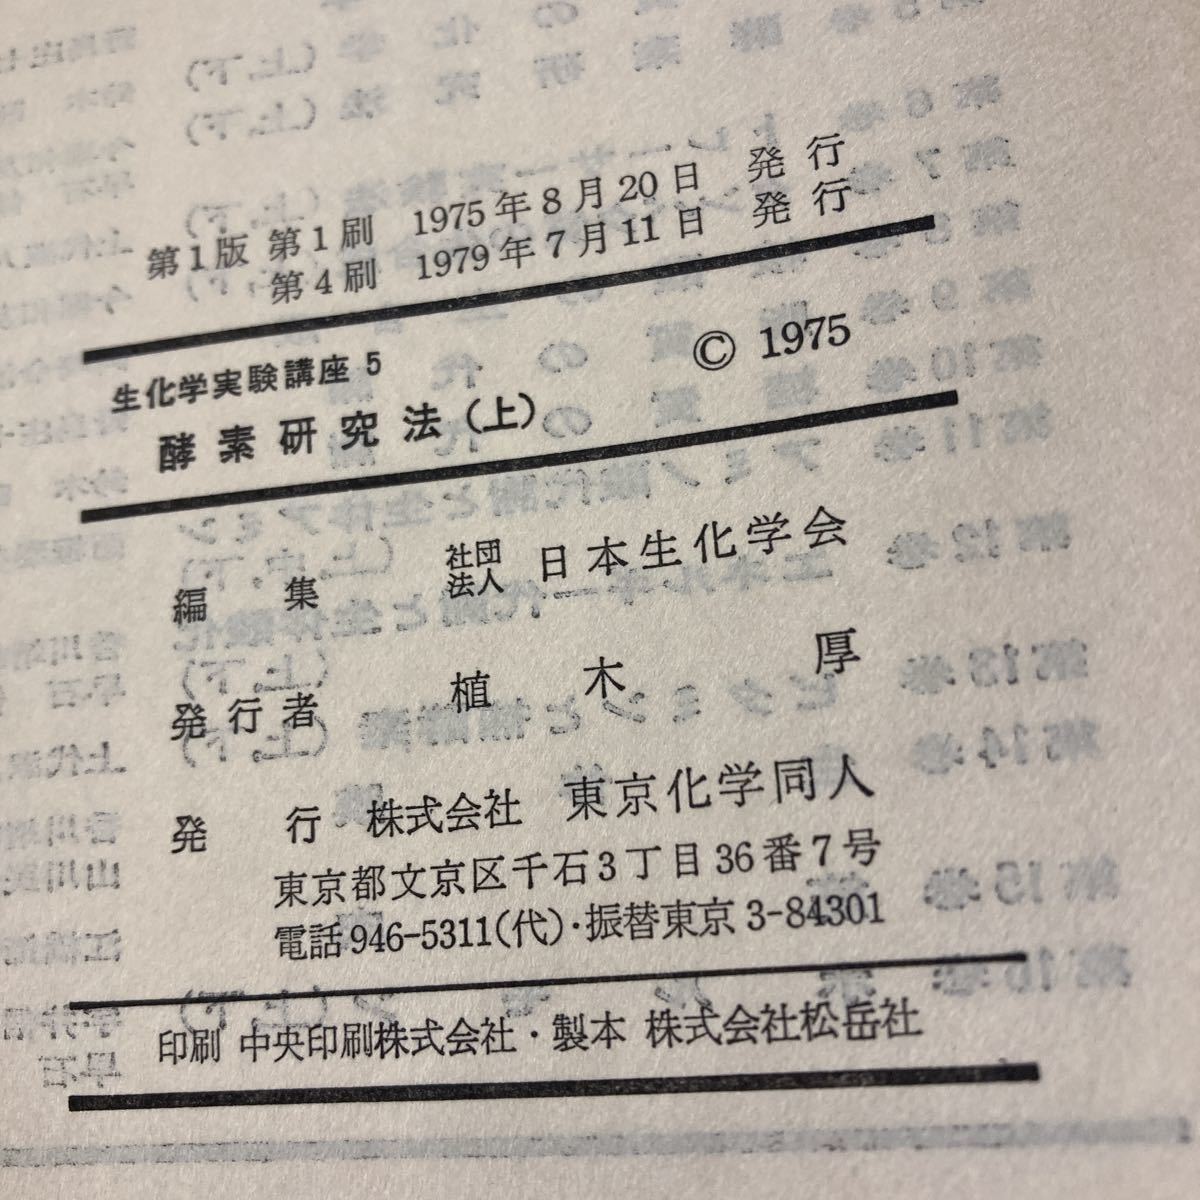 第1版 第1刷 1975年8月20日 発行
第4刷 1979年7月11日 発行
生化学実験講座 5
酵素研究法(上)
© 1975
編集 社団法人 日本生化学会
発行者 植木 厚
発行 株式会社 東京化学同人
東京都文京区千石3丁目36番7号
電話946-5311(代)・振替東京3-84301
印刷 中央印刷株式会社・製本 株式会社松岳社